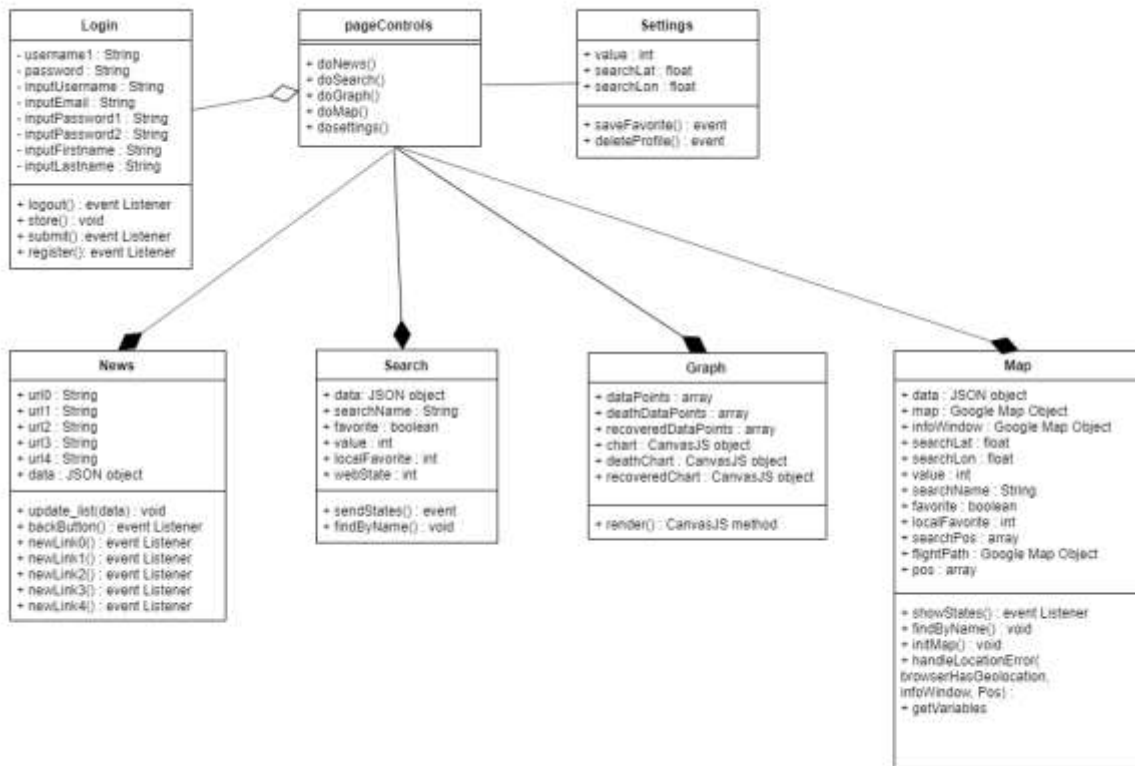 Login
- username1 : String
- password : String
- inputUsername : String
- inputEmail : String
- inputPassword1 : String
- inputPassword2 : String
- inputFirstname : String
- inputLastname : String
+ logout() : event Listener
+ store() : void
+ submit() :event Listener
+ register(): event Listener
pageControls
+ doNews()
+ doSearch()
+ doGraph()
+ doMap()
+ dosettings()
Settings
+ value : int
+ searchLat : float
+ searchLon : float
+ saveFavorite() : event
+ deleteProfile() : event
News
+ url0 : String
+ url1 : String
+ url2 : String
+ url3 : String
+ url4 : String
+ data : JSON object
+ update_list(data) : void
+ backButton() : event Listener
+ newLink0() : event Listener
+ newLink1() : event Listener
+ newLink2() : event Listener
+ newLink3() : event Listener
+ newLink4() : event Listener
Search
+ data: JSON object
+ searchName : String
+ favorite : boolean
+ value : int
+ localFavorite : int
+ webState : int
+ sendStates() : event
+ findByName() : void
Graph
+ dataPoints : array
+ deathDataPoints : array
+ recoveredDataPoints : array
+ chart : CanvasJS object
+ deathChart : CanvasJS object
+ recoveredChart : CanvasJS object
+ render() : CanvasJS method
Map
+ data : JSON object
+ map : Google Map Object
+ infoWindow : Google Map Object
+ searchLat : float
+ searchLon : float
+ value : int
+ searchName : String
+ favorite : boolean
+ localFavorite : int
+ searchPos : array
+ flightPath : Google Map Object
+ pos : array
+ showStates() : event Listener
+ findByName() : void
+ initMap() : void
+ handleLocationError(
browserHasGeolocation,
infoWindow, Pos) :
+ getVariables